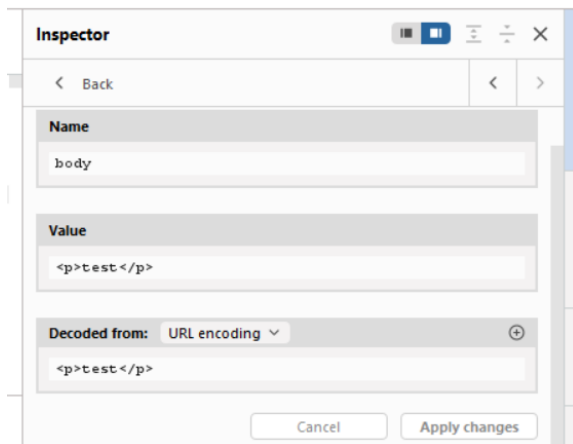 Inspector
Back
Name
body
Value
<p>test</p>
Decoded from: URL encoding
<p>test</p>
Cancel Apply changes